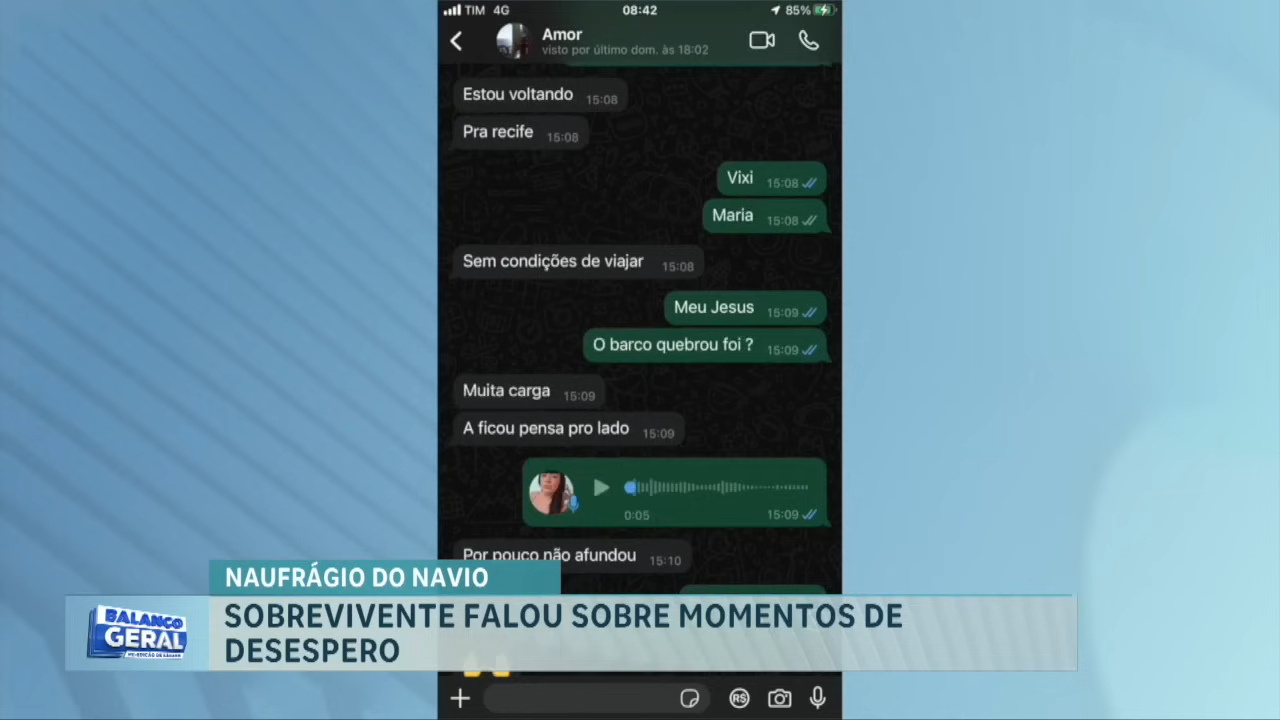 TIM 4G 08:42 85%
Amor
visto por último dom. às 18:02
Estou voltando 15:08
Pra recife 15:08
Vixi 15:08
Maria 15:08
Sem condições de viajar 15:08
Meu Jesus 15:09
O barco quebrou foi ? 15:09
Muita carga 15:09
A ficou pensa pro lado 15:09
0:05 15:09
Por pouco não afundou 15:10
NAUFRÁGIO DO NAVIO
BALANÇO
GERAL
SOBREVIVENTE FALOU SOBRE MOMENTOS DE
DESESPERO
R$